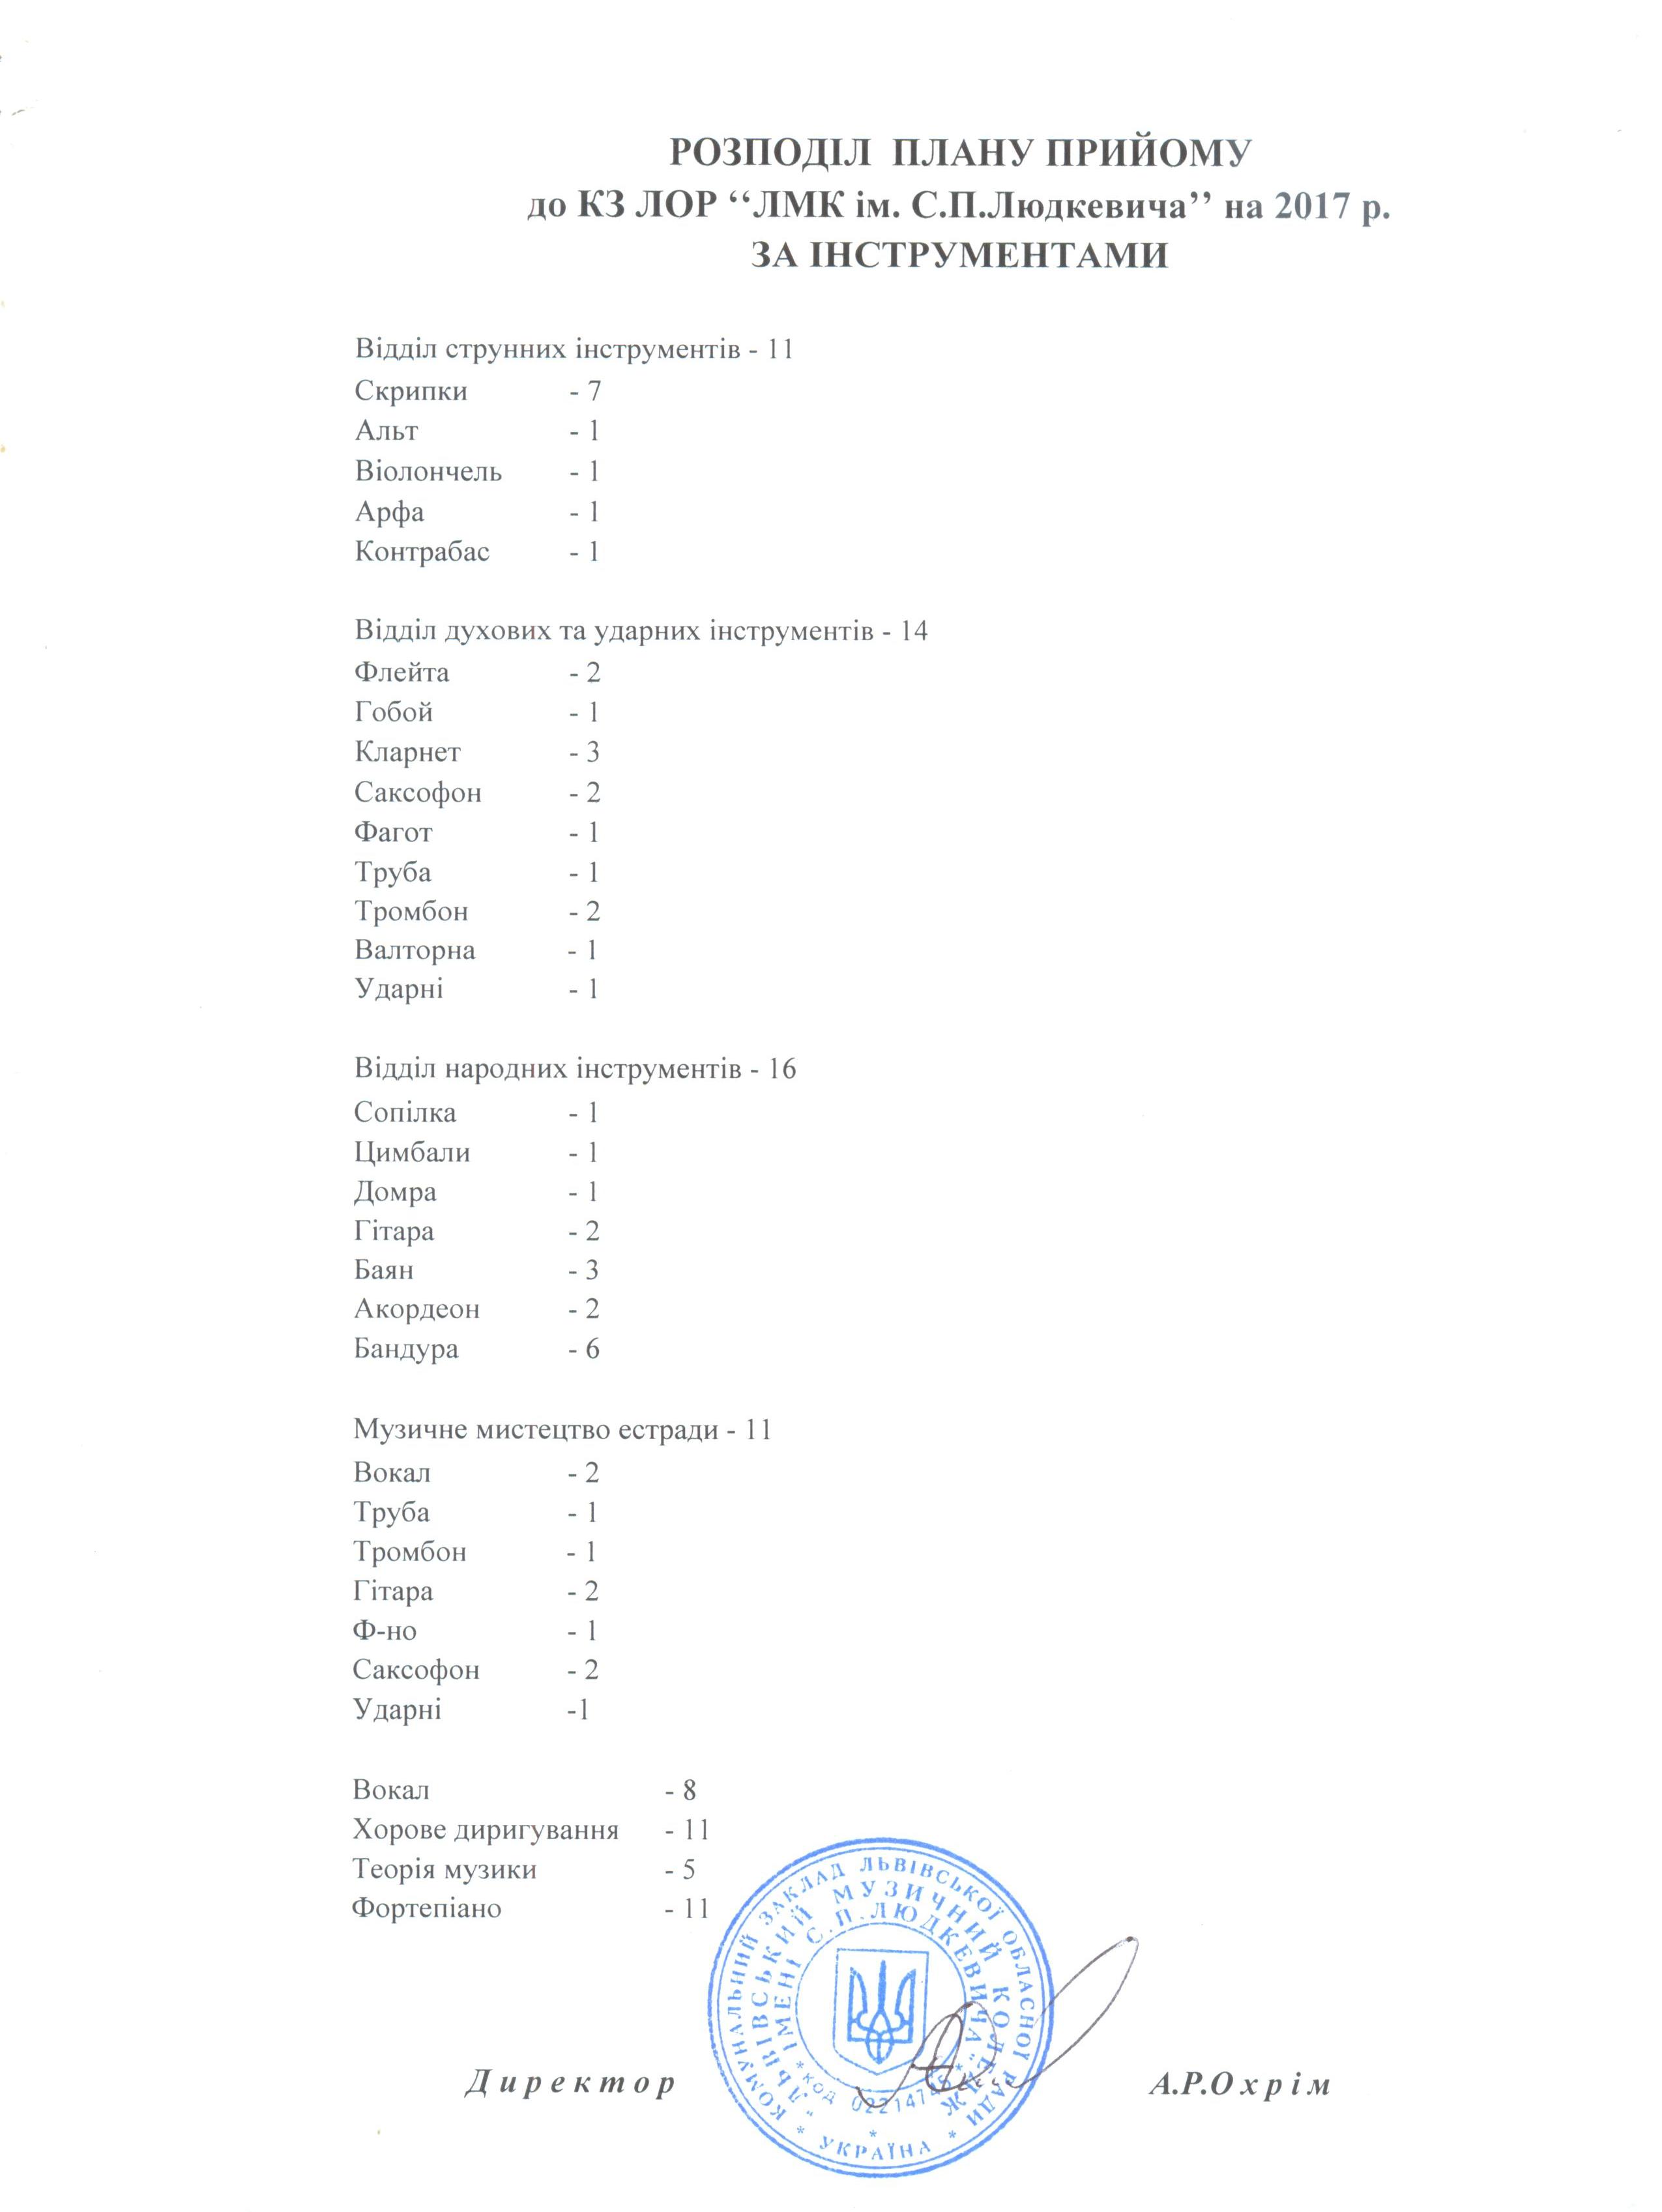 РОЗПОДІЛ ПЛАНУ ПРИЙОМУ
до КЗ ЛОР ‘‘ЛМК ім. С.П.Людкевича’’ на 2017 р.
ЗА ІНСТРУМЕНТАМИ
Відділ струнних інструментів - 11
Скрипки - 7
Альт - 1
Віолончель - 1
Арфа - 1
Контрабас - 1
Відділ духових та ударних інструментів - 14
Флейта - 2
Гобой - 1
Кларнет - 3
Саксофон - 2
Фагот - 1
Труба - 1
Тромбон - 2
Валторна - 1
Ударні - 1
Відділ народних інструментів - 16
Сопілка - 1
Цимбали - 1
Домра - 1
Гітара - 2
Баян - 3
Акордеон - 2
Бандура - 6
Музичне мистецтво естради - 11
Вокал - 2
Труба - 1
Тромбон - 1
Гітара - 2
Ф-но - 1
Саксофон - 2
Ударні -1
Вокал - 8
Хорове диригування - 11
Теорія музики - 5
Фортепіано - 11
КОМУНАЛЬНИЙ ЗАКЛАД ЛЬВІВСЬКОЇ ОБЛАСНОЇ РАДИ
„ЛЬВІВСЬКИЙ МУЗИЧНИЙ КОЛЕДЖ
ІМЕНІ С.П.ЛЮДКЕВИЧА”
* код
* УКРАЇНА *
Д и р е к т о р А.Р.О х р і м